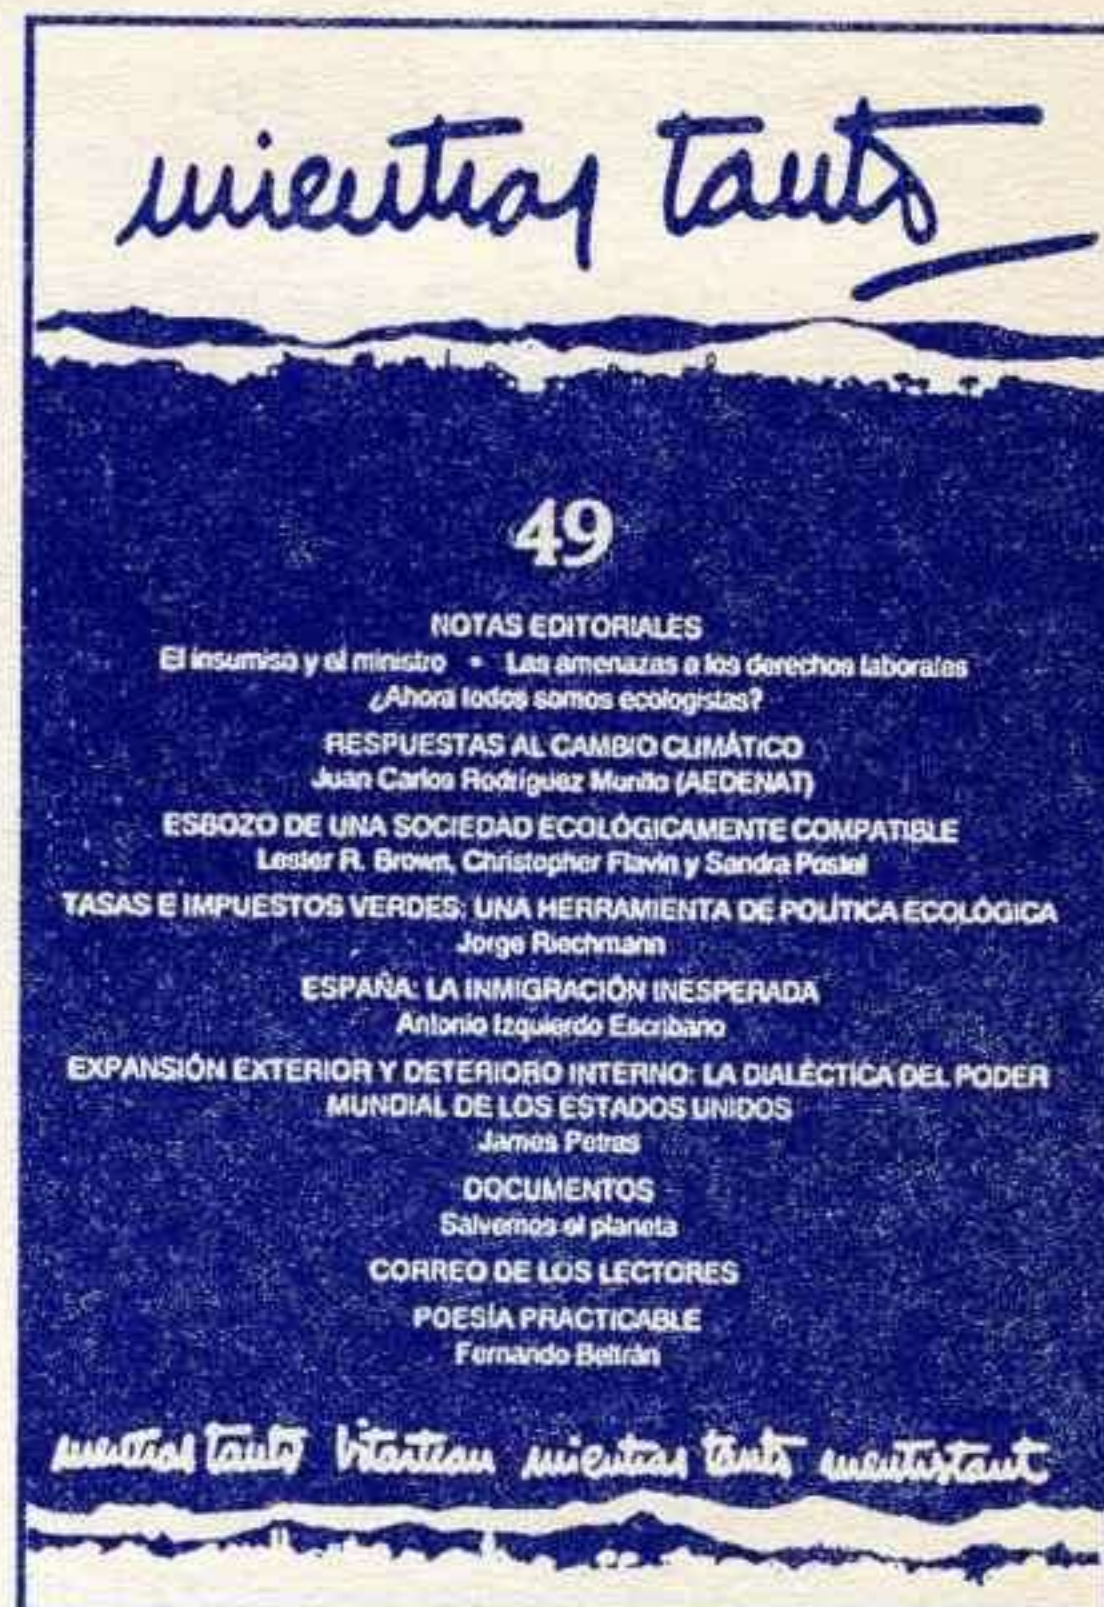 mientras tanto
49
NOTAS EDITORIALES
El insumiso y el ministro • Las amenazas a los derechos laborales
¿Ahora todos somos ecologistas?
RESPUESTAS AL CAMBIO CLIMÁTICO
Juan Carlos Rodríguez Murillo (AEDENAT)
ESBOZO DE UNA SOCIEDAD ECOLÓGICAMENTE COMPATIBLE
Lester R. Brown, Christopher Flavin y Sandra Postel
TASAS E IMPUESTOS VERDES: UNA HERRAMIENTA DE POLÍTICA ECOLÓGICA
Jorge Riechmann
ESPAÑA: LA INMIGRACIÓN INESPERADA
Antonio Izquierdo Escribano
EXPANSIÓN EXTERIOR Y DETERIORO INTERNO: LA DIALÉCTICA DEL PODER
MUNDIAL DE LOS ESTADOS UNIDOS
James Petras
DOCUMENTOS
Salvemos el planeta
CORREO DE LOS LECTORES
POESÍA PRACTICABLE
Fernando Beltrán
mientras tanto bitartean mientras tanto mentrestant